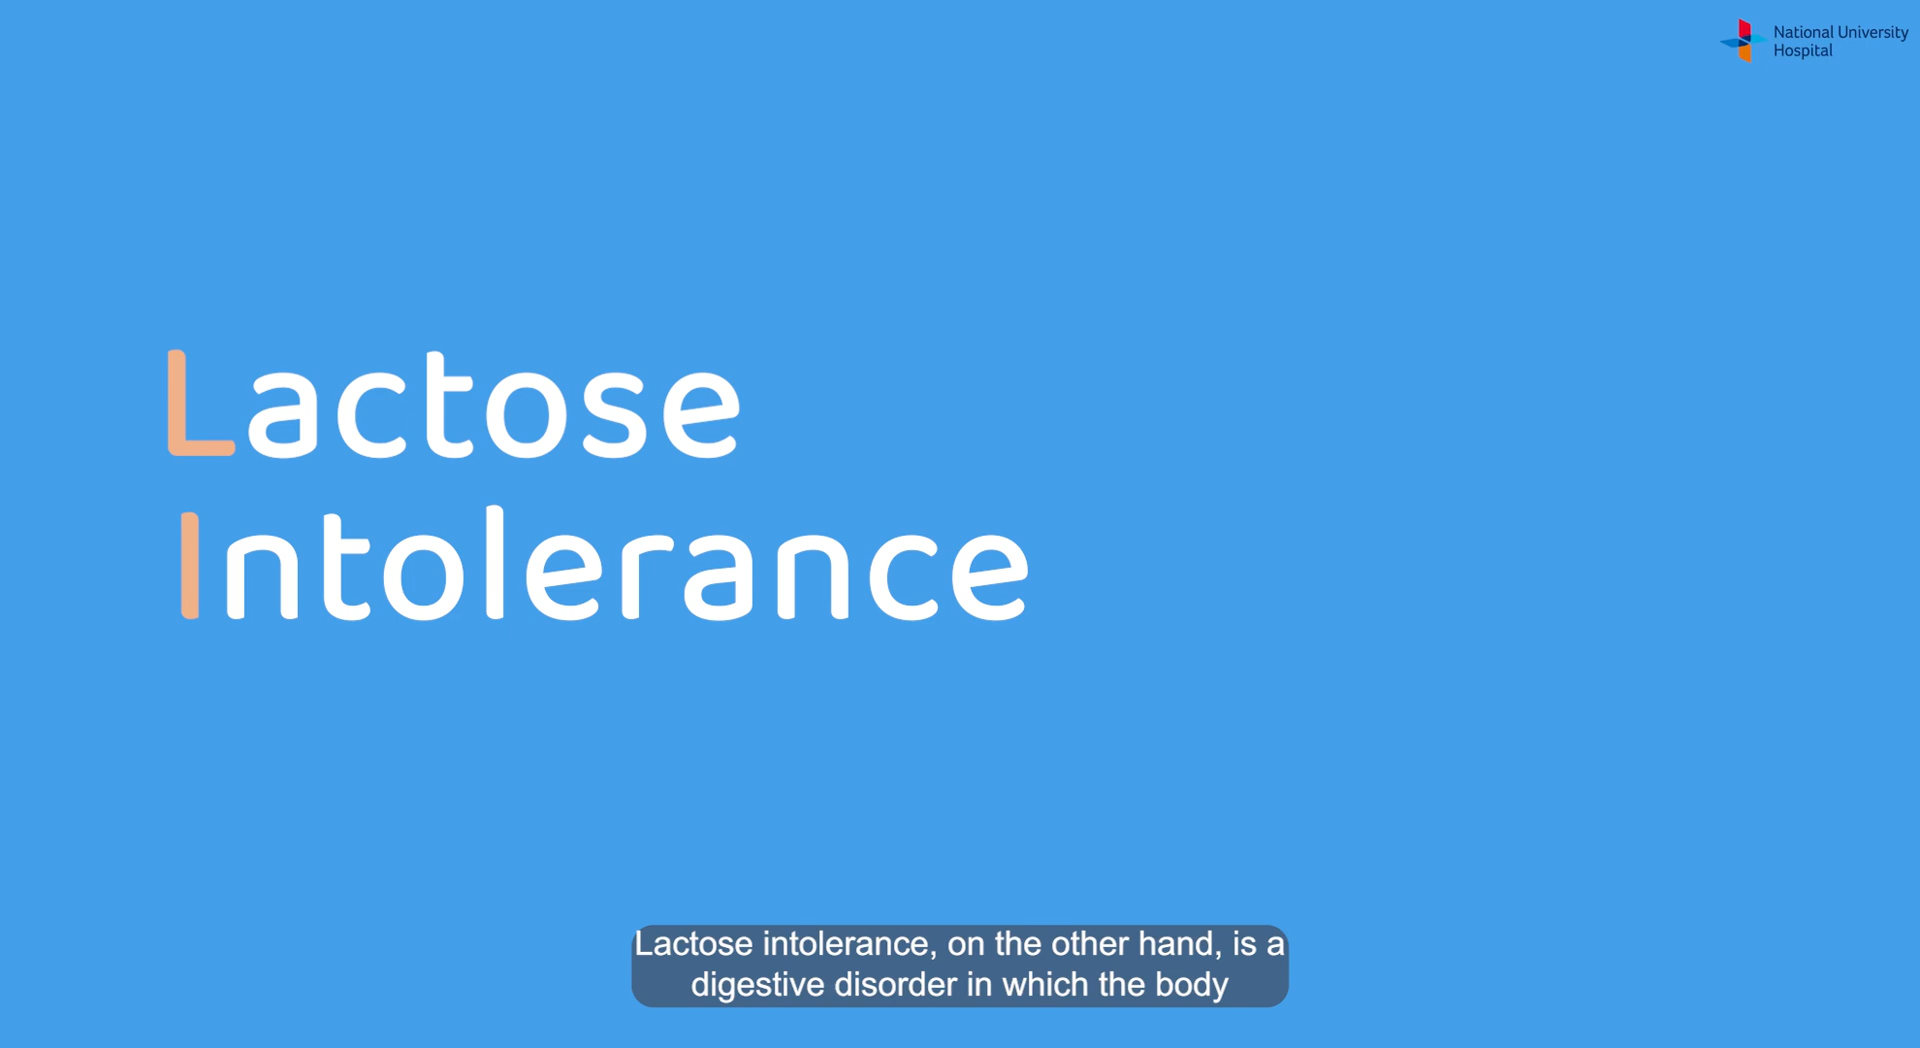 National University
Hospital
Lactose
Intolerance
Lactose intolerance, on the other hand, is a
digestive disorder in which the body